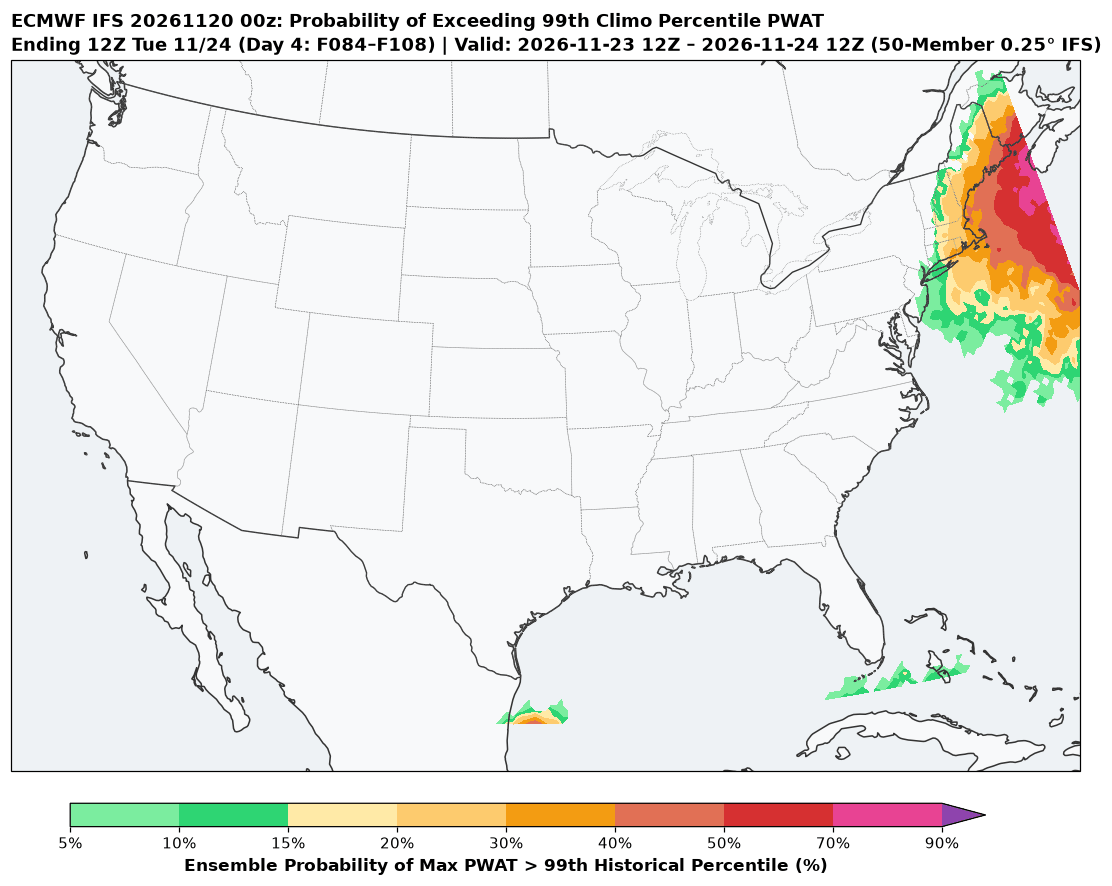 ECMWF IFS 20261120 00z: Probability of Exceeding 99th Climo Percentile PWAT
Ending 12Z Tue 11/24 (Day 4: F084–F108) | Valid: 2026-11-23 12Z – 2026-11-24 12Z (50-Member 0.25° IFS)
5% 10% 15% 20% 30% 40% 50% 70% 90%
Ensemble Probability of Max PWAT > 99th Historical Percentile (%)